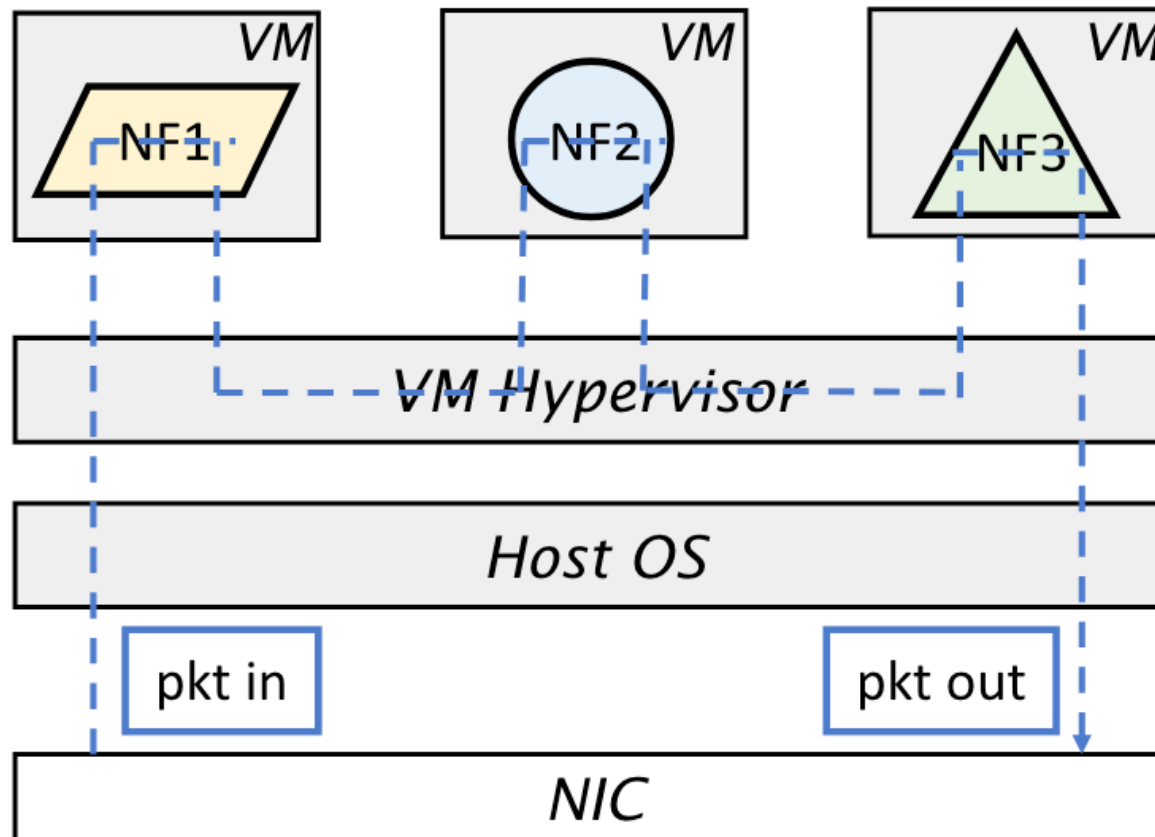 VM
VM
VM
NF1
NF2
NF3
VM Hypervisor
Host OS
pkt in
pkt out
NIC